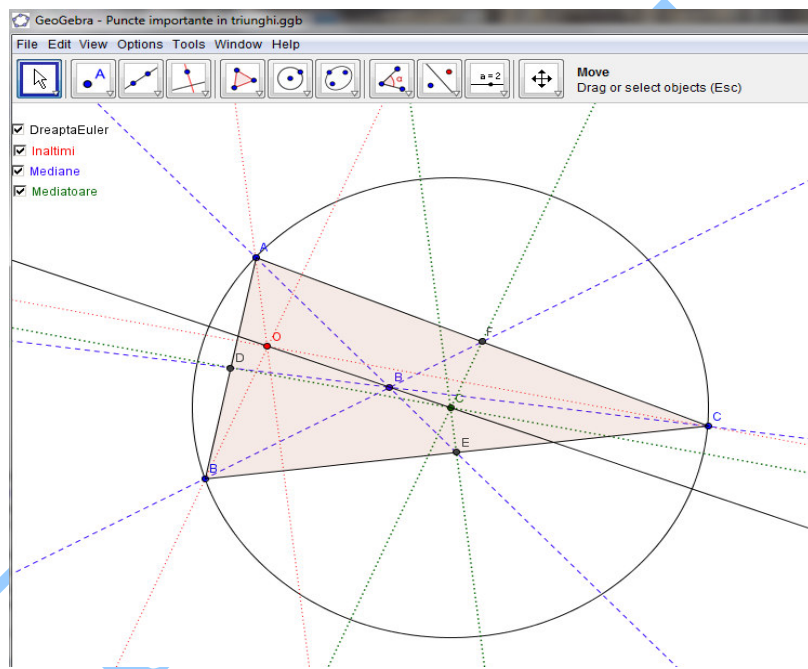 GeoGebra - Puncte importante in triunghi.ggb
File Edit View Options Tools Window Help
A
α
a = 2
Move
Drag or select objects (Esc)
DreaptaEuler
Inaltimi
Mediane
Mediatoare
A
O
F
D
B
C
C
E
B